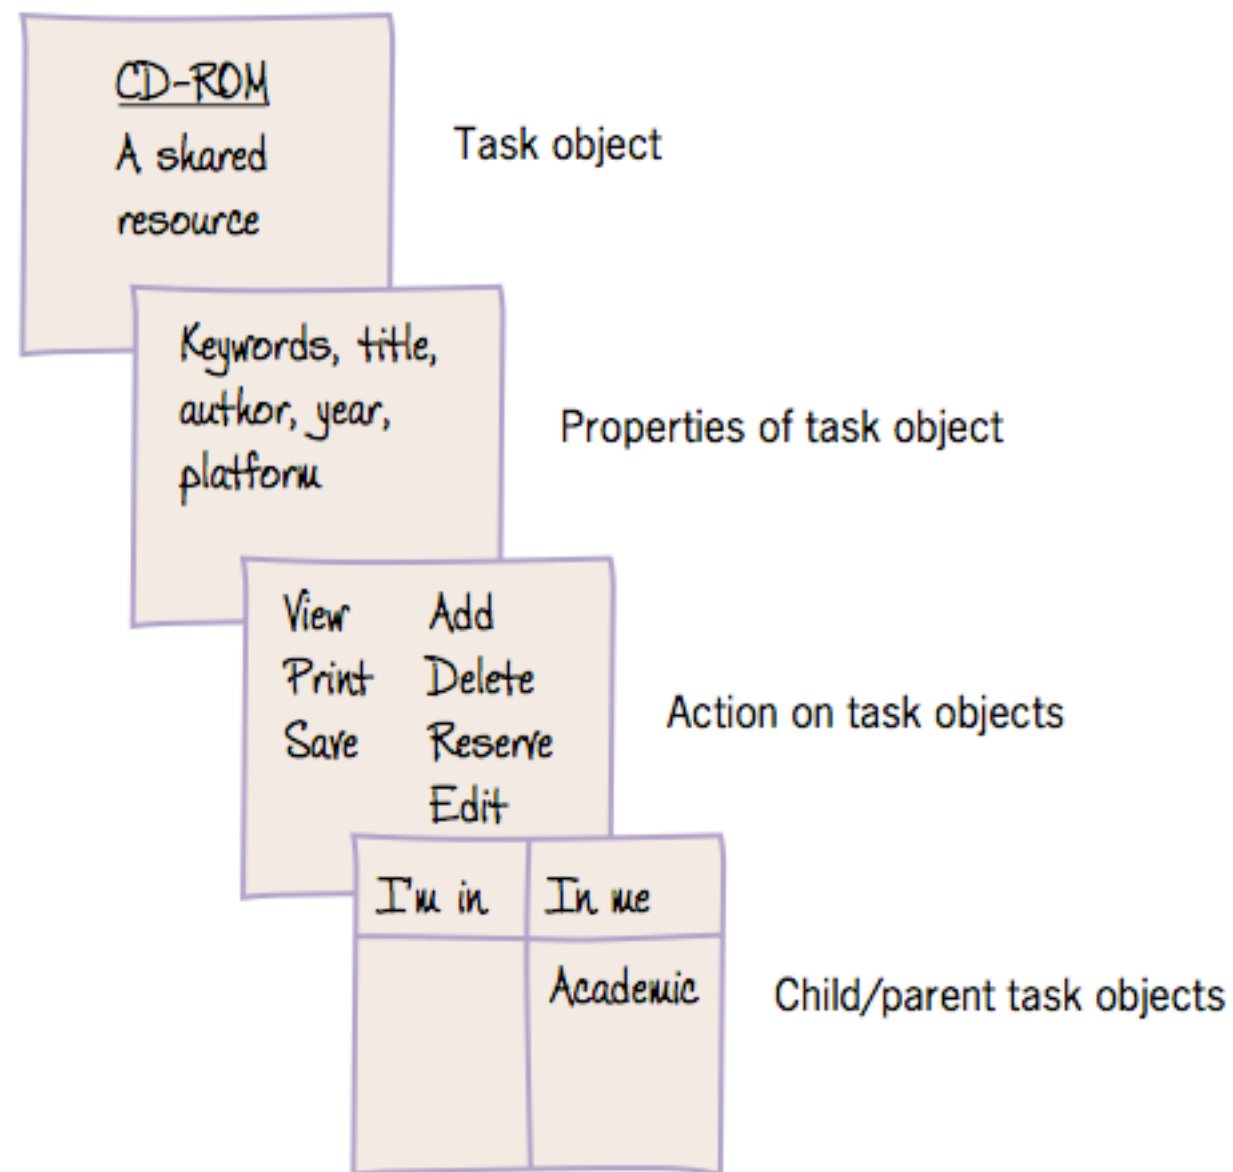 CD-ROM
A shared
resource
Task object
Keywords, title,
author, year,
platform
Properties of task object
View Add
Print Delete
Save Reserve
Edit
Action on task objects
I'm in In me
Academic
Child/parent task objects